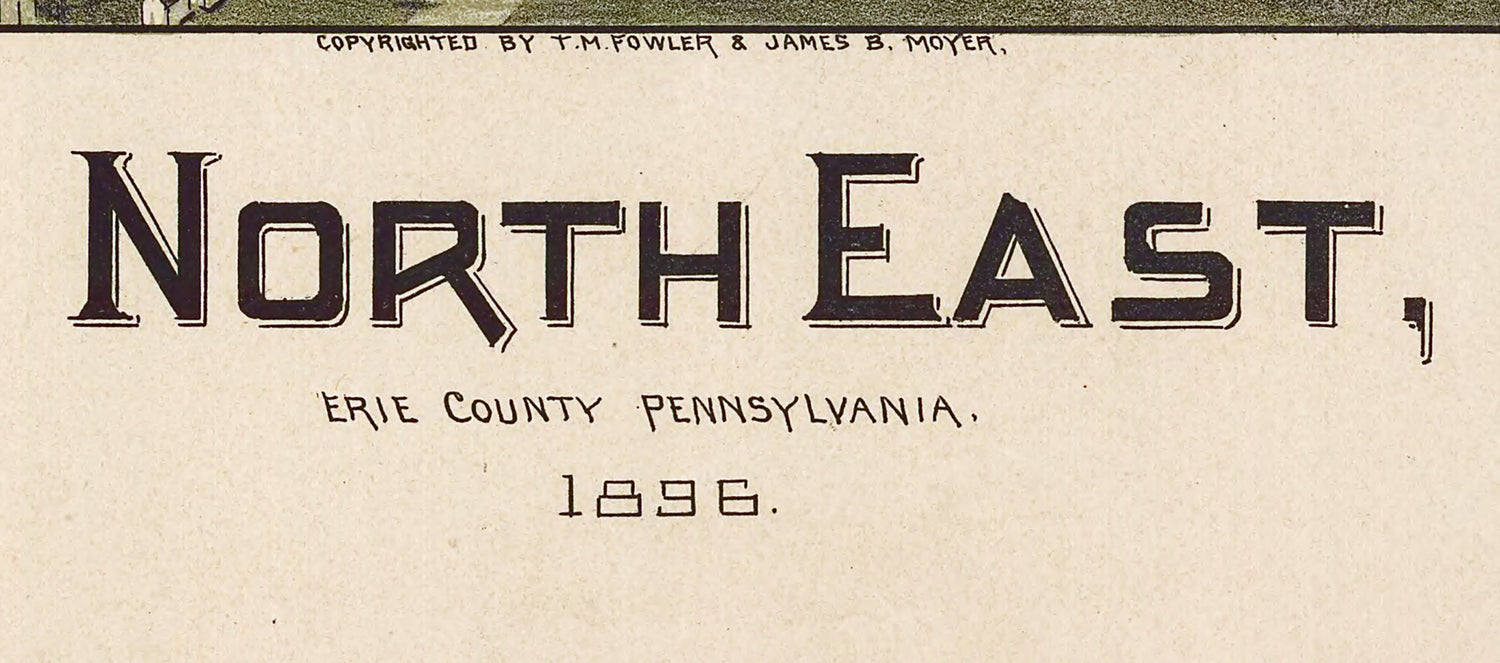 COPYRIGHTED BY T.M.FOWLER & JAMES B. MOYER,
NORTH EAST,
ERIE COUNTY PENNSYLVANIA.
1896.